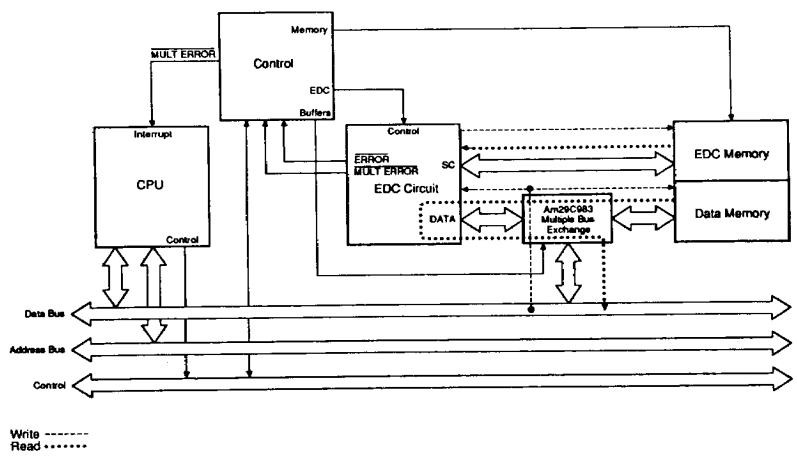 Memory
MULT ERROR
Control
EDC
Buffers
Interrupt
CPU
Control
Control
ERROR
MULT ERROR
EDC Circuit
SC
DATA
Am29C983
Multiple Bus
Exchange
EDC Memory
Data Memory
Data Bus
Address Bus
Control
Write
Read